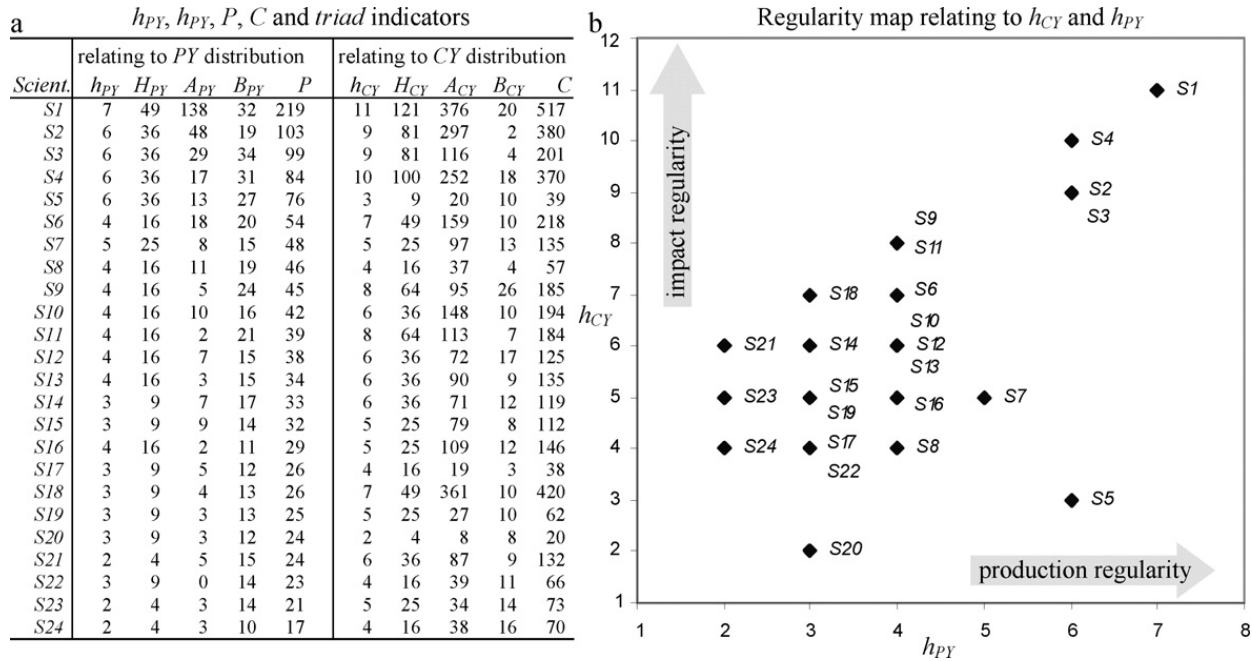 a
h_PY, h_PY, P, C and triad indicators
relating to PY distribution relating to CY distribution
Scient. h_PY H_PY A_PY B_PY P h_CY H_CY A_CY B_CY C
S1 7 49 138 32 219 11 121 376 20 517
S2 6 36 48 19 103 9 81 297 2 380
S3 6 36 29 34 99 9 81 116 4 201
S4 6 36 17 31 84 10 100 252 18 370
S5 6 36 13 27 76 3 9 20 10 39
S6 4 16 18 20 54 7 49 159 10 218
S7 5 25 8 15 48 5 25 97 13 135
S8 4 16 11 19 46 4 16 37 4 57
S9 4 16 5 24 45 8 64 95 26 185
S10 4 16 10 16 42 6 36 148 10 194
S11 4 16 2 21 39 8 64 113 7 184
S12 4 16 7 15 38 6 36 72 17 125
S13 4 16 3 15 34 6 36 90 9 135
S14 3 9 7 17 33 6 36 71 12 119
S15 3 9 9 14 32 5 25 79 8 112
S16 4 16 2 11 29 5 25 109 12 146
S17 3 9 5 12 26 4 16 19 3 38
S18 3 9 4 13 26 7 49 361 10 420
S19 3 9 3 13 25 5 25 27 10 62
S20 3 9 3 12 24 2 4 8 8 20
S21 2 4 5 15 24 6 36 87 9 132
S22 3 9 0 14 23 4 16 39 11 66
S23 2 4 3 14 21 5 25 34 14 73
S24 2 4 3 10 17 4 16 38 16 70
b
Regularity map relating to h_CY and h_PY
12
11
10
9
8
7
6
5
4
3
2
1
h_CY
impact regularity
S1
S4
S2
S3
S9
S11
S18
S6
S10
S21
S14
S12
S13
S23
S15
S19
S16
S7
S24
S17
S22
S8
S5
S20
production regularity
1 2 3 4 5 6 7 8
h_PY